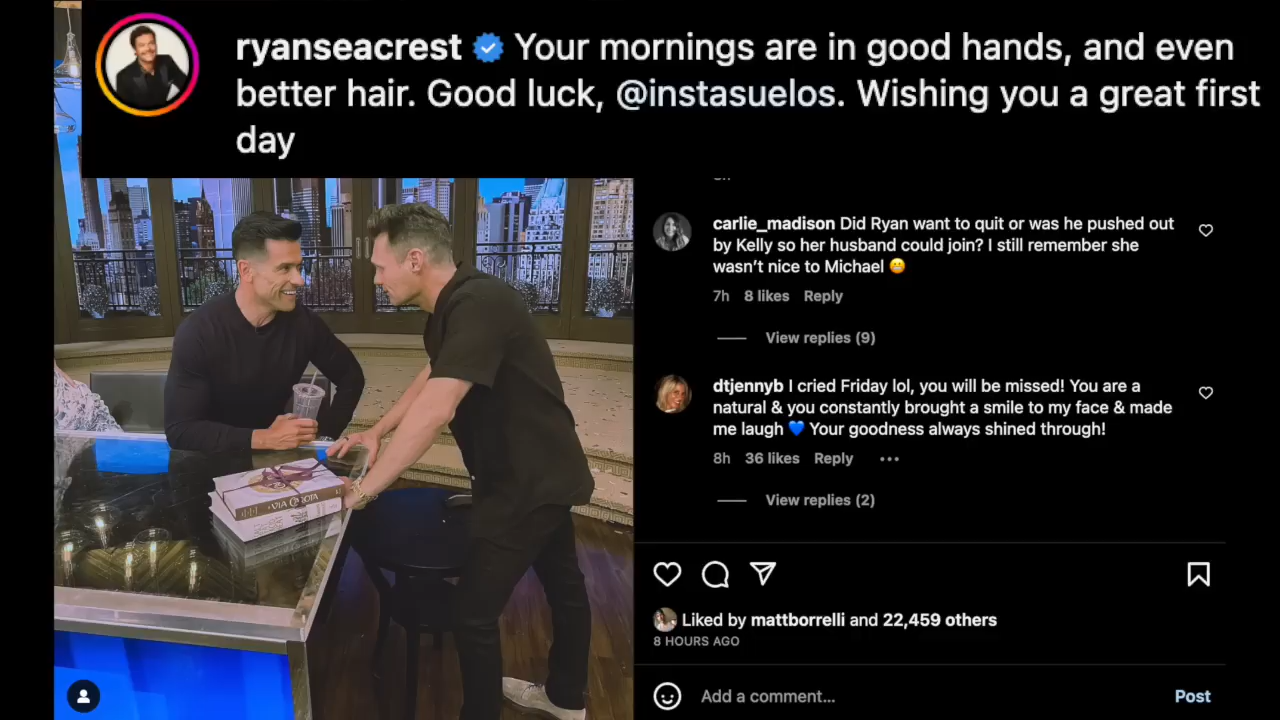 ryanseacrest Your mornings are in good hands, and even
better hair. Good luck, @instasuelos. Wishing you a great first
day
carlie_madison Did Ryan want to quit or was he pushed out
by Kelly so her husband could join? I still remember she
wasn't nice to Michael 😁
7h 8 likes Reply
View replies (9)
dtjennyb I cried Friday lol, you will be missed! You are a
natural & you constantly brought a smile to my face & made
me laugh 💙 Your goodness always shined through!
8h 36 likes Reply •••
View replies (2)
VIA CAROTA
Liked by mattborrelli and 22,459 others
8 HOURS AGO
Add a comment... Post